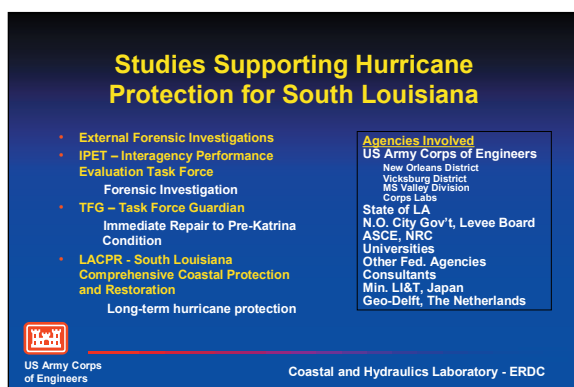 Studies Supporting Hurricane
Protection for South Louisiana
• External Forensic Investigations
• IPET – Interagency Performance
Evaluation Task Force
Forensic Investigation
• TFG – Task Force Guardian
Immediate Repair to Pre-Katrina
Condition
• LACPR - South Louisiana
Comprehensive Coastal Protection
and Restoration
Long-term hurricane protection
Agencies Involved
US Army Corps of Engineers
New Orleans District
Vicksburg District
MS Valley Division
Corps Labs
State of LA
N.O. City Gov't, Levee Board
ASCE, NRC
Universities
Other Fed. Agencies
Consultants
Min. LI&T, Japan
Geo-Delft, The Netherlands
US Army Corps
of Engineers
Coastal and Hydraulics Laboratory - ERDC